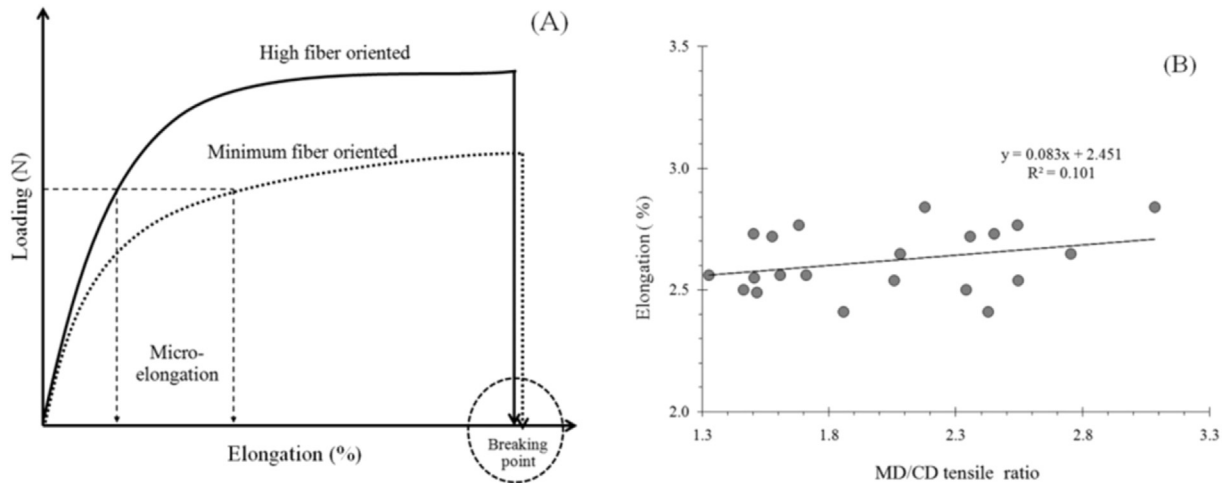 (A)
High fiber oriented
Minimum fiber oriented
Loading (N)
Micro-
elongation
Breaking
point
Elongation (%)
(B)
3.5
3.0
2.5
2.0
Elongation ( %)
y = 0.083x + 2.451
R² = 0.101
1.3
1.8
2.3
2.8
3.3
MD/CD tensile ratio